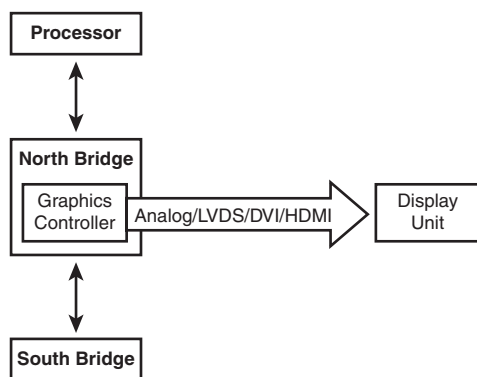 Processor
North Bridge
Graphics
Controller
Analog/LVDS/DVI/HDMI
Display
Unit
South Bridge